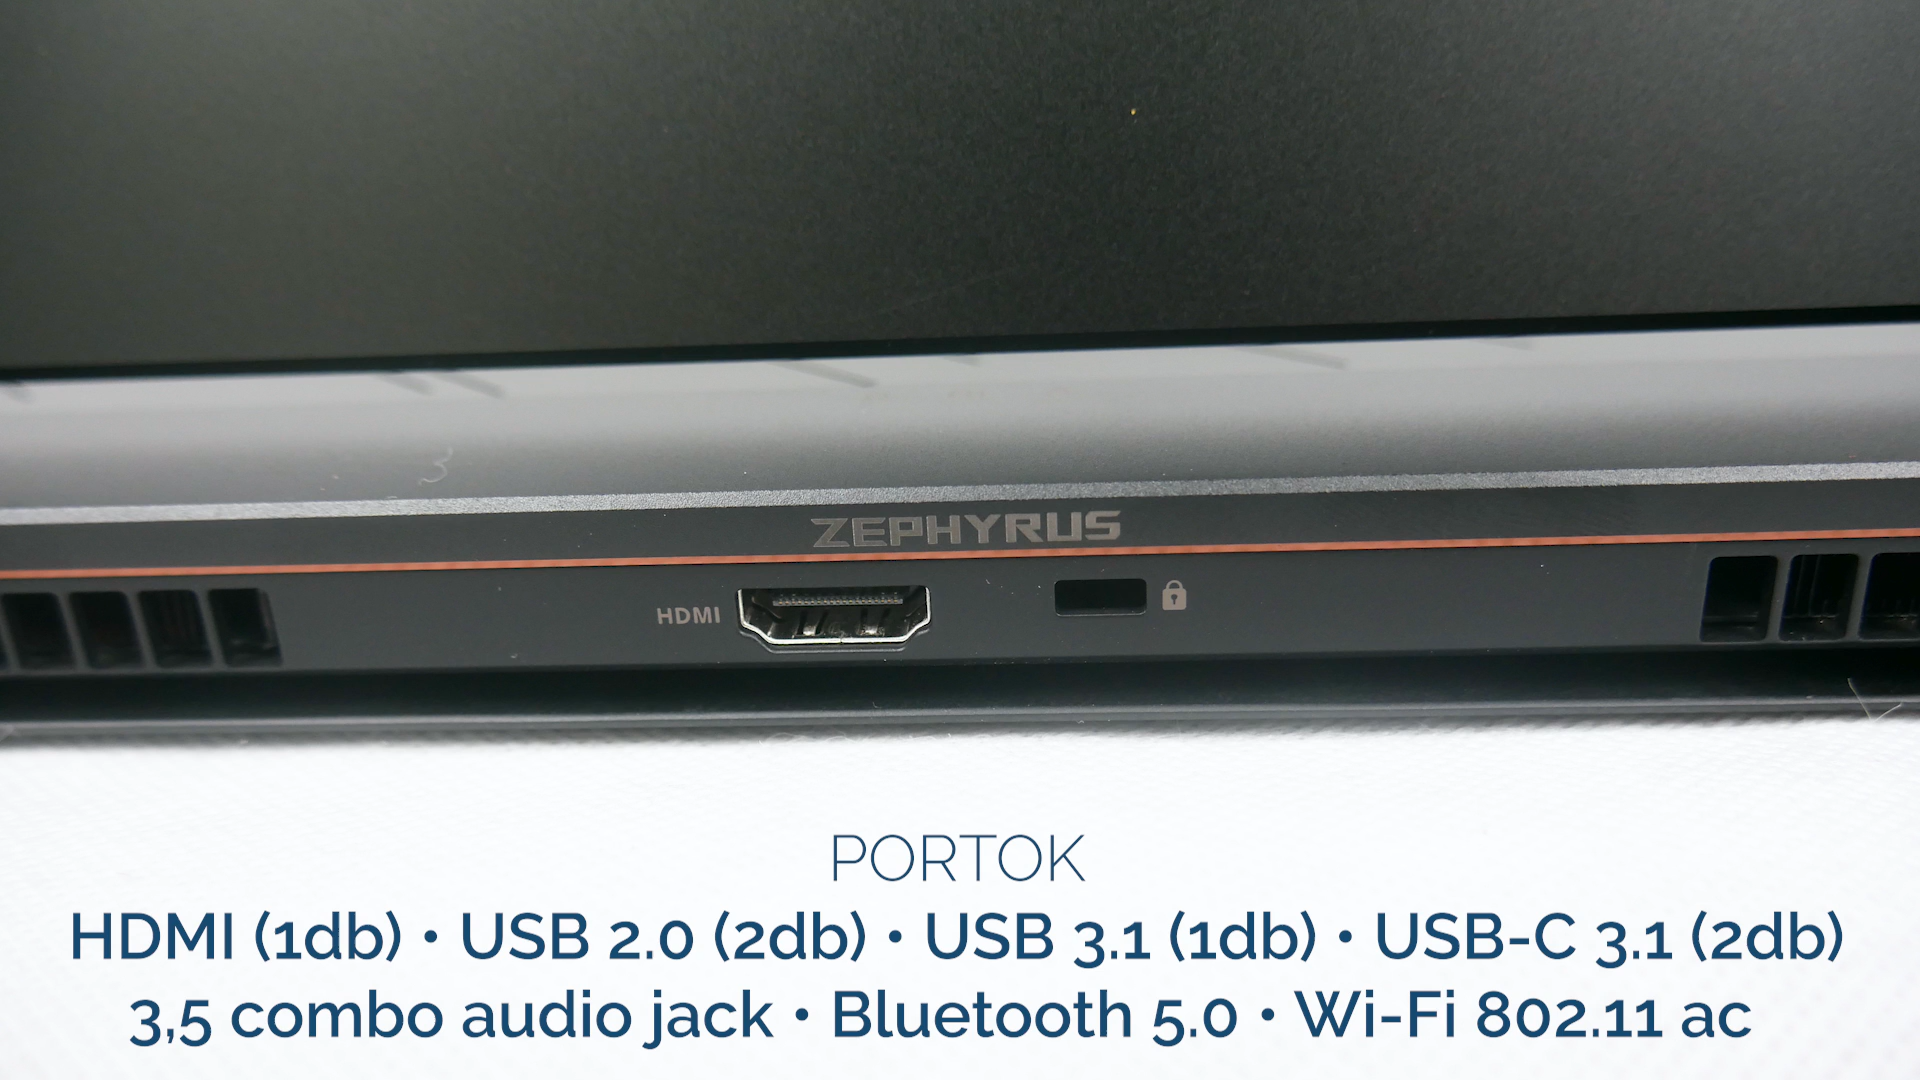 ZEPHYRUS
HDMI
PORTOK
HDMI (1db) • USB 2.0 (2db) • USB 3.1 (1db) • USB-C 3.1 (2db)
3,5 combo audio jack • Bluetooth 5.0 • Wi-Fi 802.11 ac